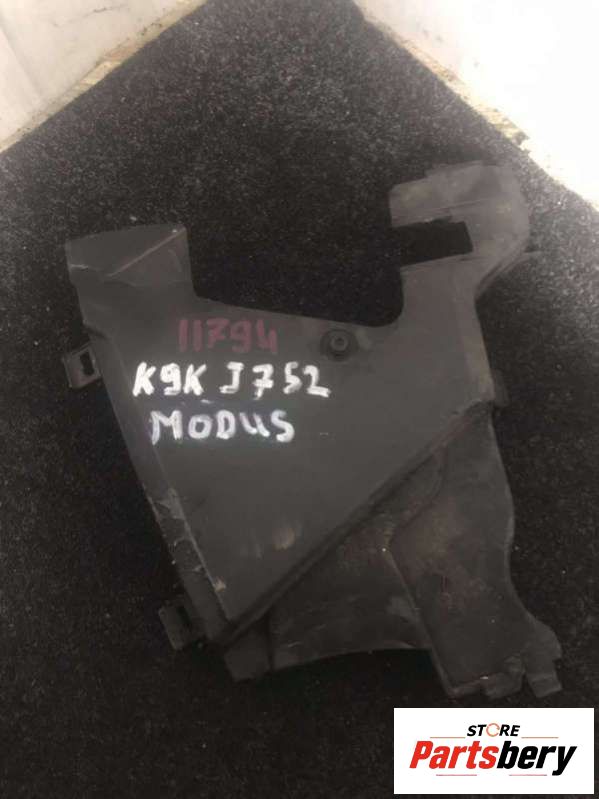 11794
K9K J752
MODUS
STORE
Partsbery